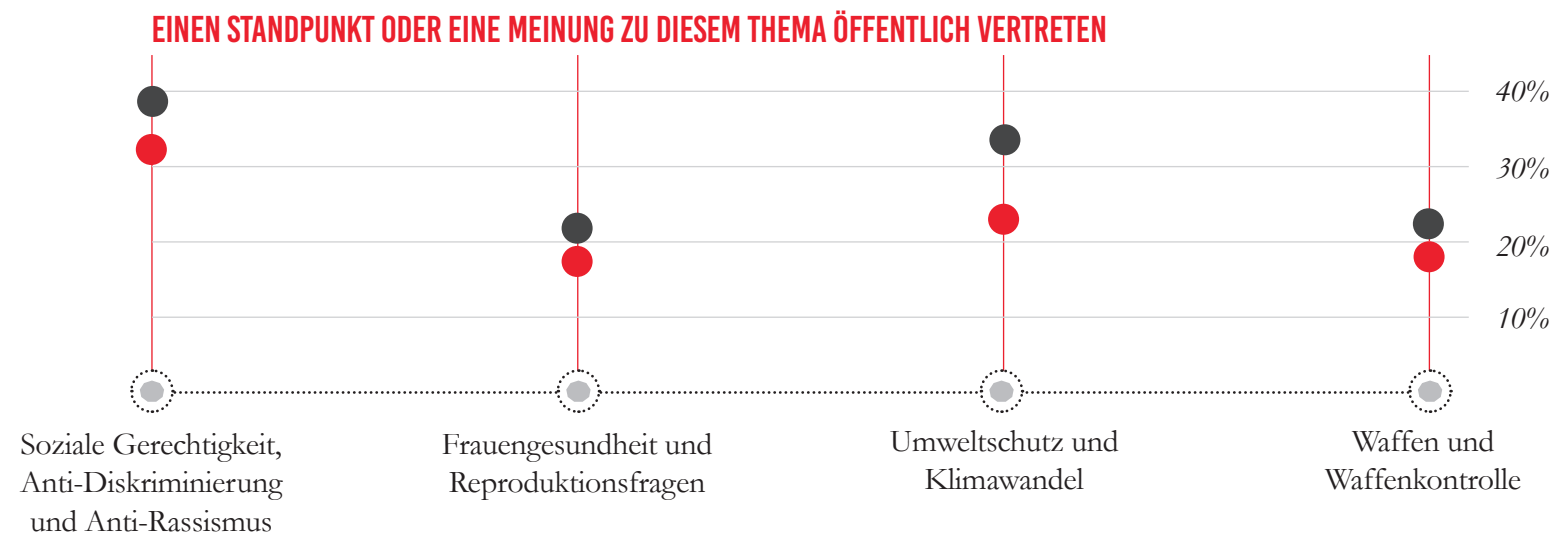 EINEN STANDPUNKT ODER EINE MEINUNG ZU DIESEM THEMA ÖFFENTLICH VERTRETEN
40%
30%
20%
10%
Soziale Gerechtigkeit,
Anti-Diskriminierung
und Anti-Rassismus
Frauengesundheit und
Reproduktionsfragen
Umweltschutz und
Klimawandel
Waffen und
Waffenkontrolle